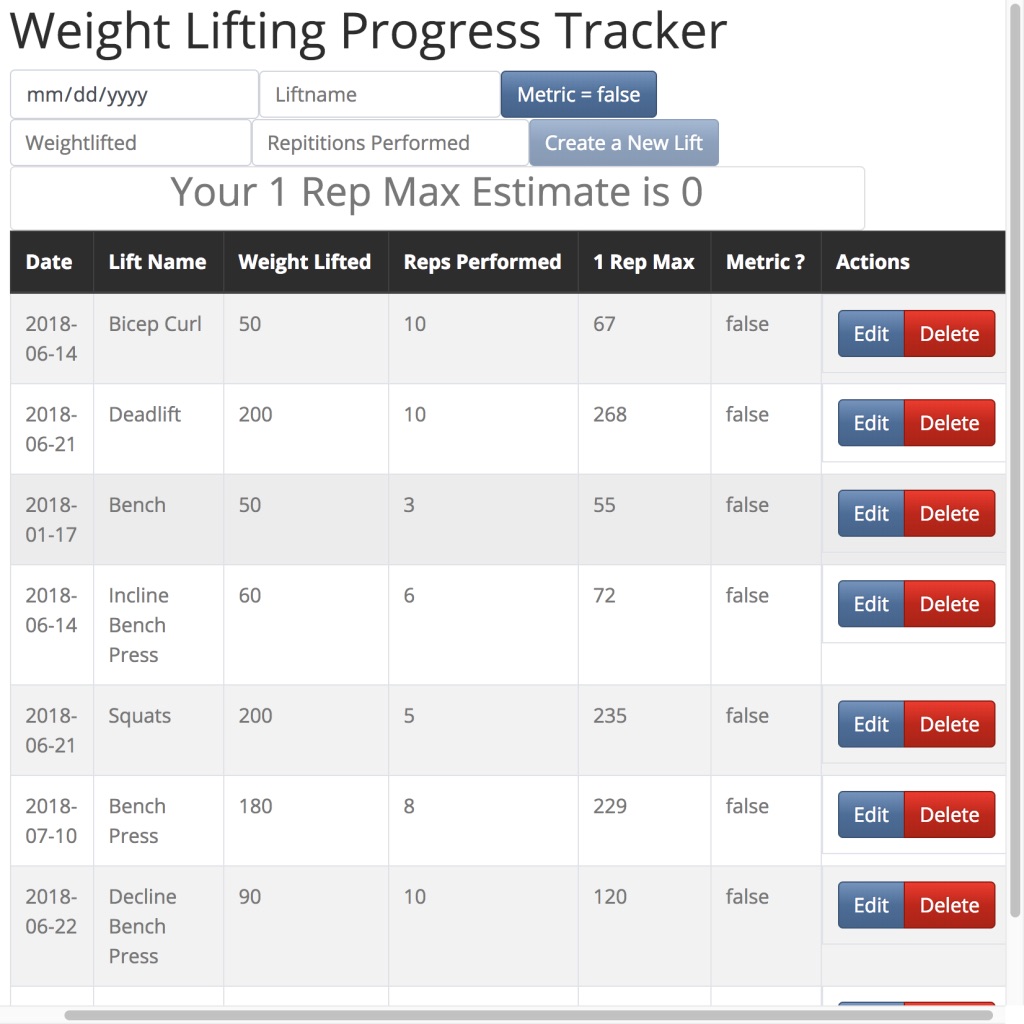 Weight Lifting Progress Tracker
mm/dd/yyyy Liftname Metric = false
Weightlifted Repititions Performed Create a New Lift
Your 1 Rep Max Estimate is 0
Date Lift Name Weight Lifted Reps Performed 1 Rep Max Metric ? Actions
2018-
06-14 Bicep Curl 50 10 67 false Edit Delete
2018-
06-21 Deadlift 200 10 268 false Edit Delete
2018-
01-17 Bench 50 3 55 false Edit Delete
2018-
06-14 Incline
Bench
Press 60 6 72 false Edit Delete
2018-
06-21 Squats 200 5 235 false Edit Delete
2018-
07-10 Bench
Press 180 8 229 false Edit Delete
2018-
06-22 Decline
Bench
Press 90 10 120 false Edit Delete